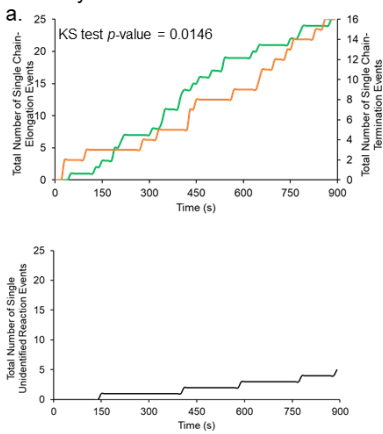 a.
KS test p-value = 0.0146
Total Number of Single Chain-
Elongation Events
25
20
15
10
5
0
16
14
12
10
8
6
4
2
0
Total Number of Single Chain-
Termination Events
0 150 300 450 600 750 900
Time (s)
Total Number of Single
Unidentified Reaction Events
25
20
15
10
5
0
0 150 300 450 600 750 900
Time (s)